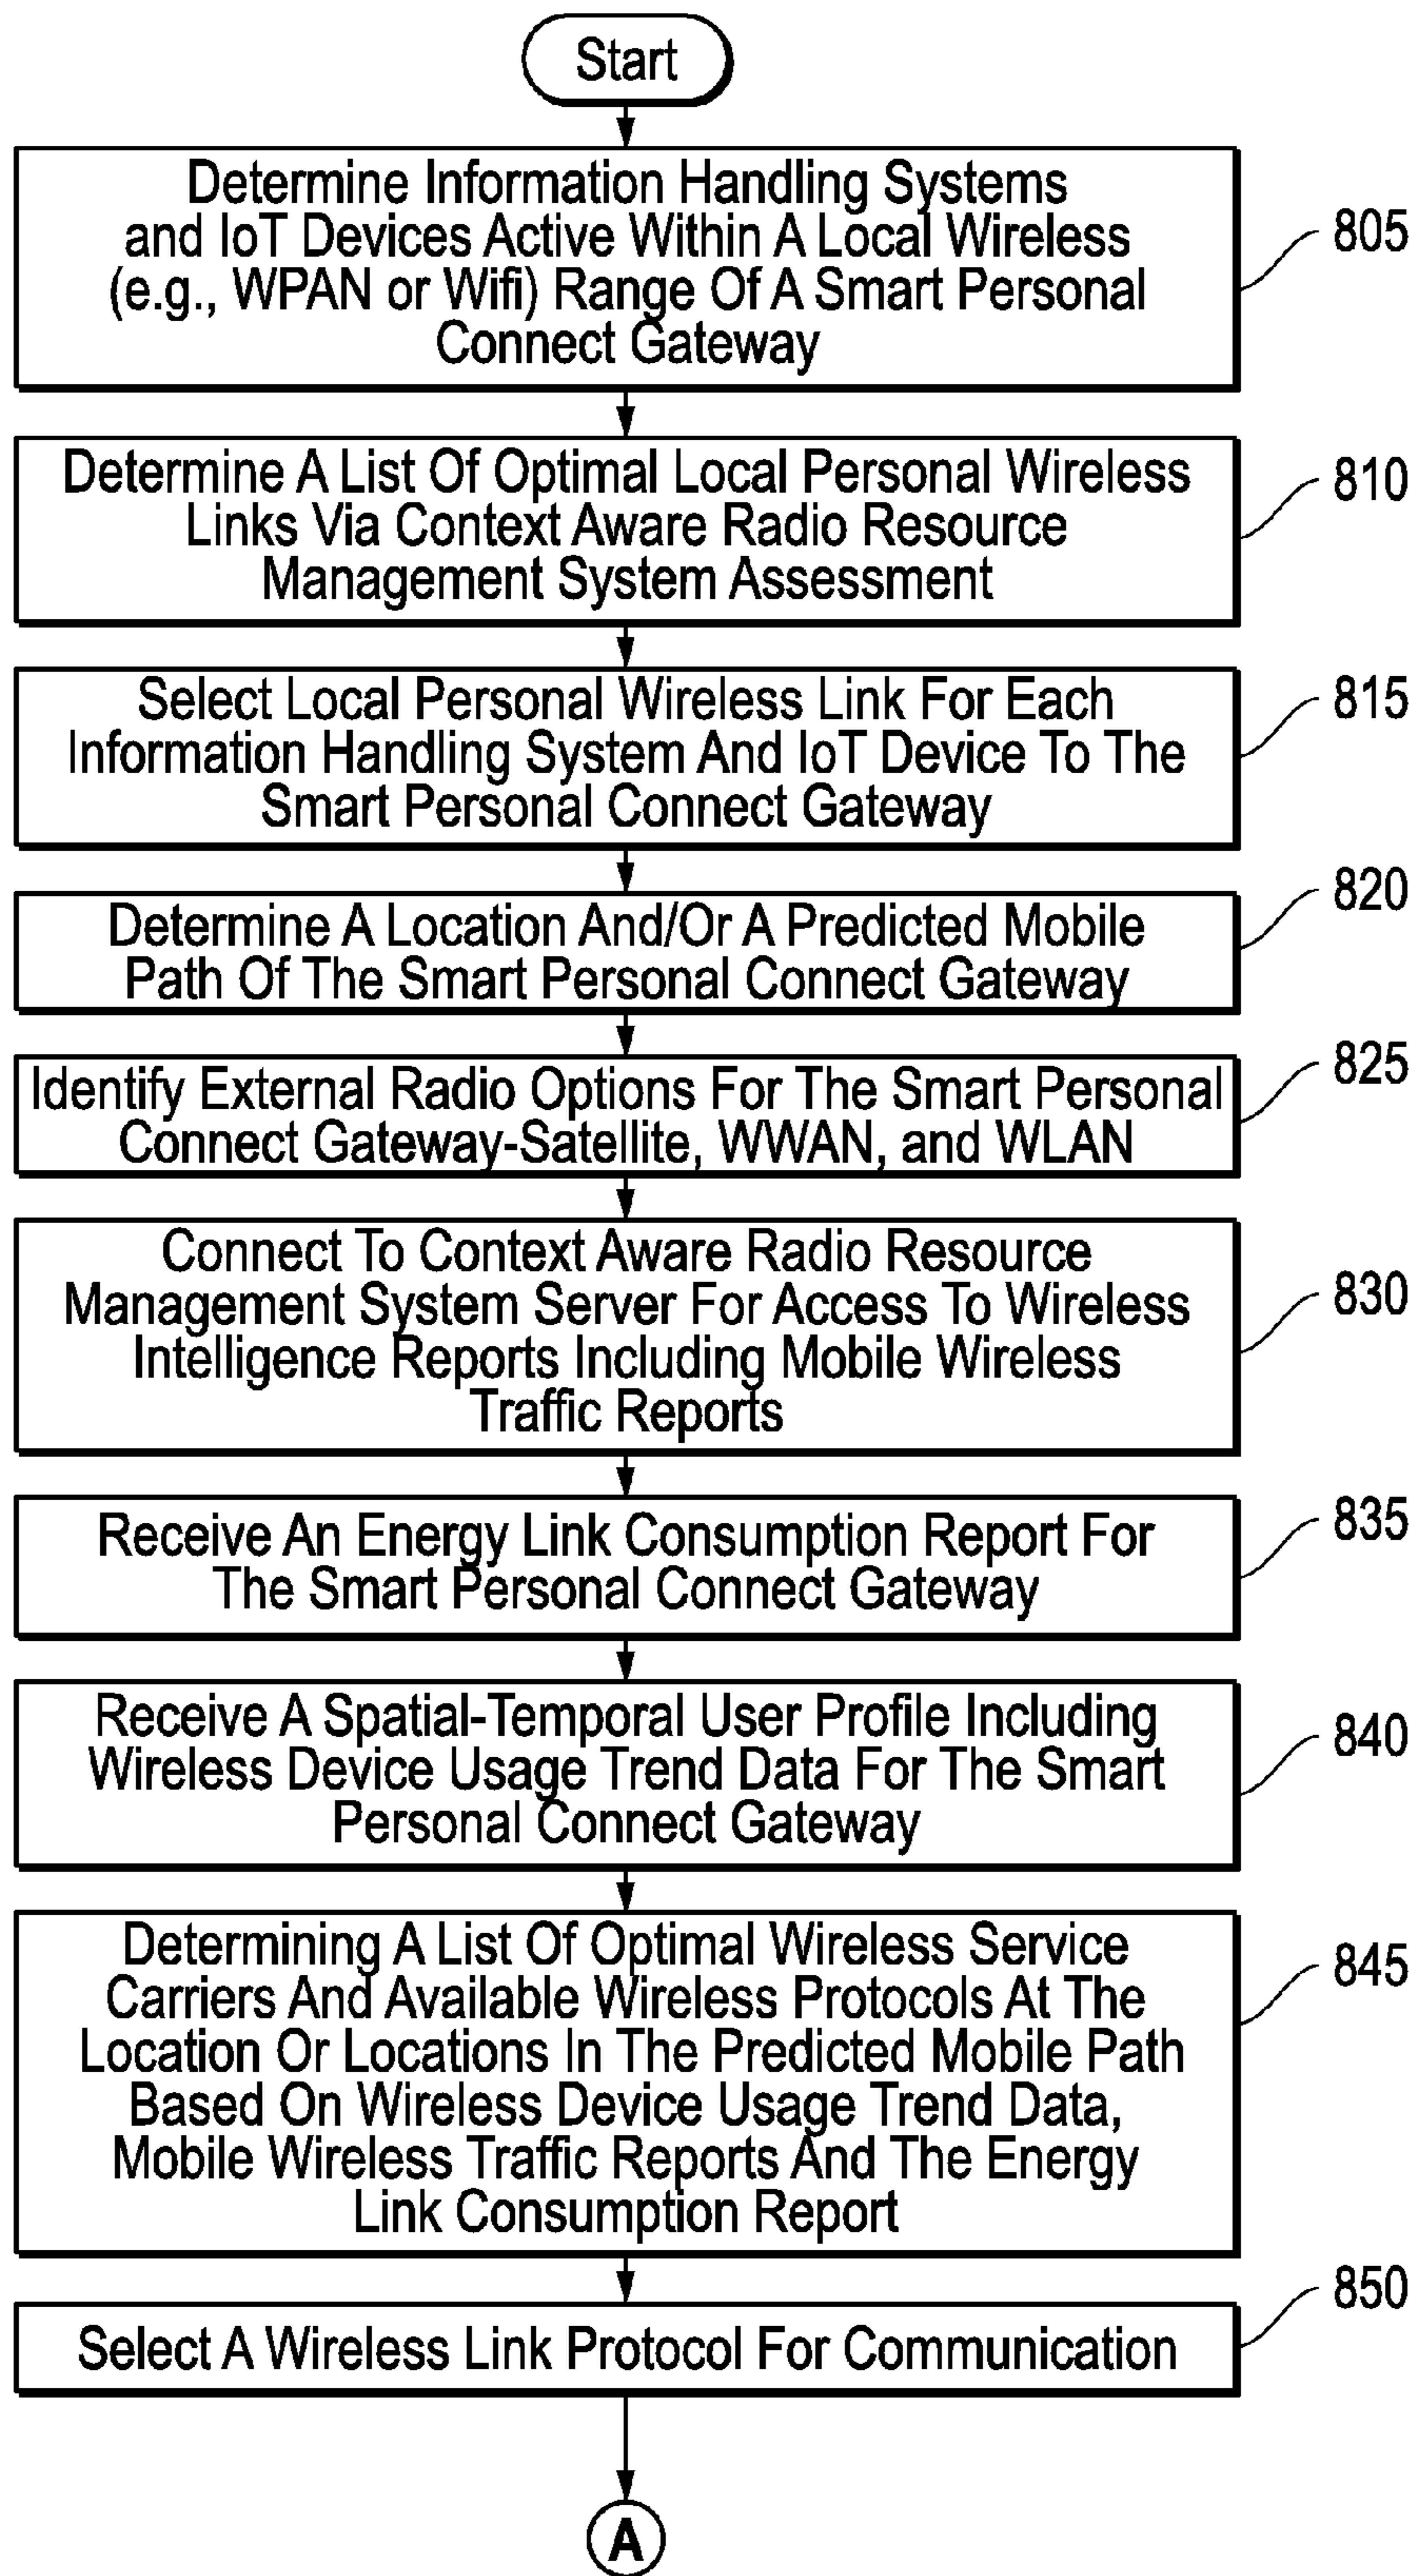 Start
Determine Information Handling Systems
and IoT Devices Active Within A Local Wireless
(e.g., WPAN or Wifi) Range Of A Smart Personal
Connect Gateway
805
Determine A List Of Optimal Local Personal Wireless
Links Via Context Aware Radio Resource
Management System Assessment
810
Select Local Personal Wireless Link For Each
Information Handling System And IoT Device To The
Smart Personal Connect Gateway
815
Determine A Location And/Or A Predicted Mobile
Path Of The Smart Personal Connect Gateway
820
Identify External Radio Options For The Smart Personal
Connect Gateway-Satellite, WWAN, and WLAN
825
Connect To Context Aware Radio Resource
Management System Server For Access To Wireless
Intelligence Reports Including Mobile Wireless
Traffic Reports
830
Receive An Energy Link Consumption Report For
The Smart Personal Connect Gateway
835
Receive A Spatial-Temporal User Profile Including
Wireless Device Usage Trend Data For The Smart
Personal Connect Gateway
840
Determining A List Of Optimal Wireless Service
Carriers And Available Wireless Protocols At The
Location Or Locations In The Predicted Mobile Path
Based On Wireless Device Usage Trend Data,
Mobile Wireless Traffic Reports And The Energy
Link Consumption Report
845
Select A Wireless Link Protocol For Communication
850
A